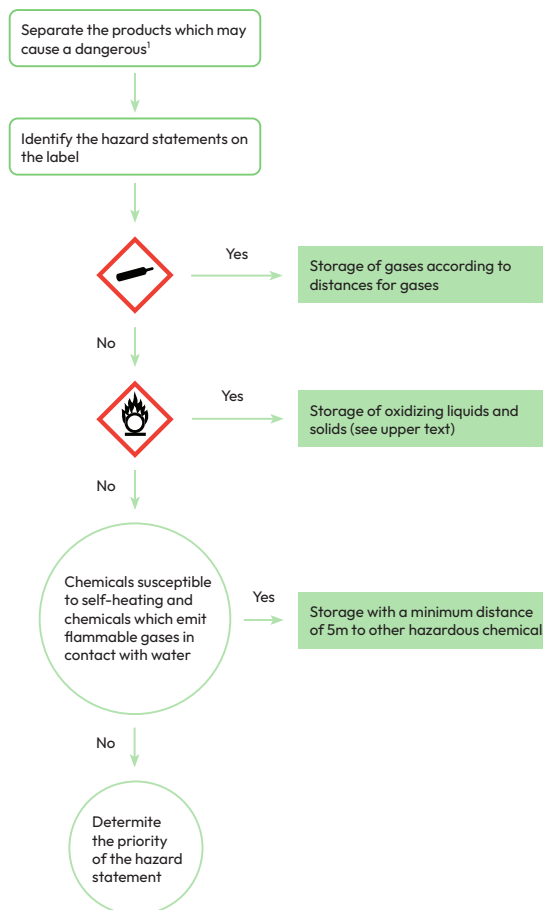 Separate the products which may
cause a dangerous¹
Identify the hazard statements on
the label
Yes
Storage of gases according to
distances for gases
No
Yes
Storage of oxidizing liquids and
solids (see upper text)
No
Chemicals susceptible
to self-heating and
chemicals which emit
flammable gases in
contact with water
Yes
Storage with a minimum distance
of 5m to other hazardous chemical
No
Determite
the priority
of the hazard
statement